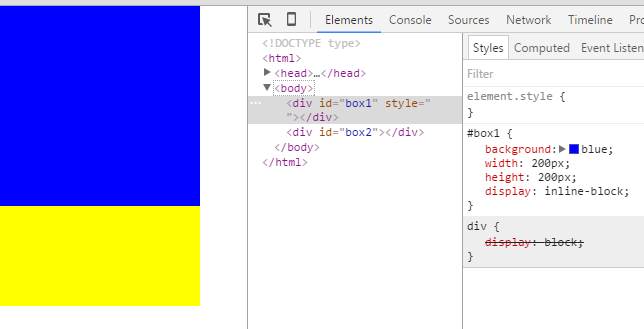 Elements Console Sources Network Timeline
<!DOCTYPE type>
<html>
<head>…</head>
<body>
<div id="box1" style="
"></div>
<div id="box2"></div>
</body>
</html>
Styles Computed Event Listen
Filter
element.style {
}
#box1 {
background: blue;
width: 200px;
height: 200px;
display: inline-block;
}
div {
display: block;
}